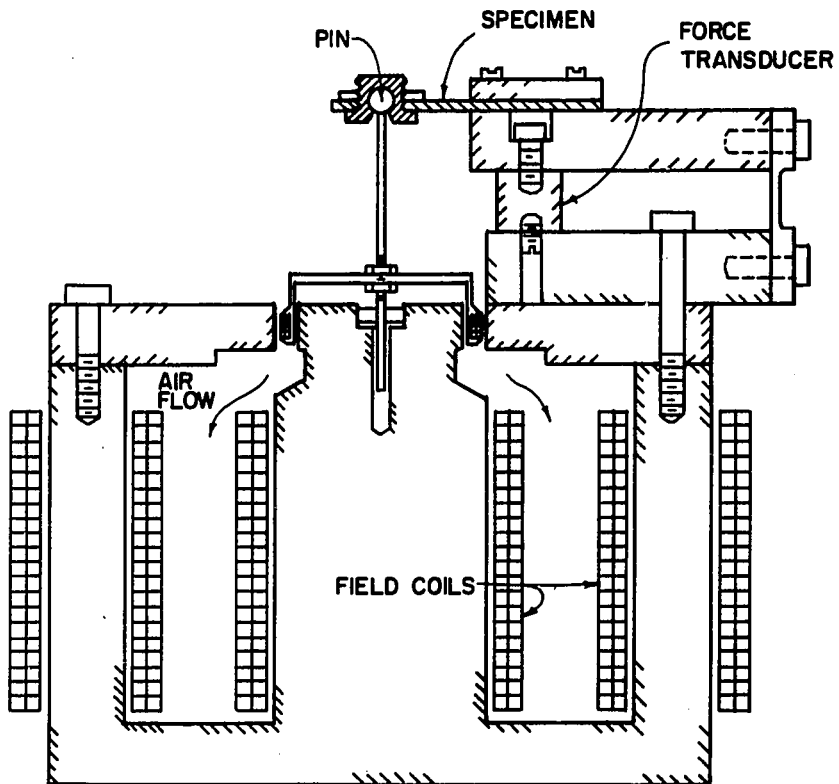 SPECIMEN
PIN
FORCE
TRANSDUCER
AIR
FLOW
FIELD COILS